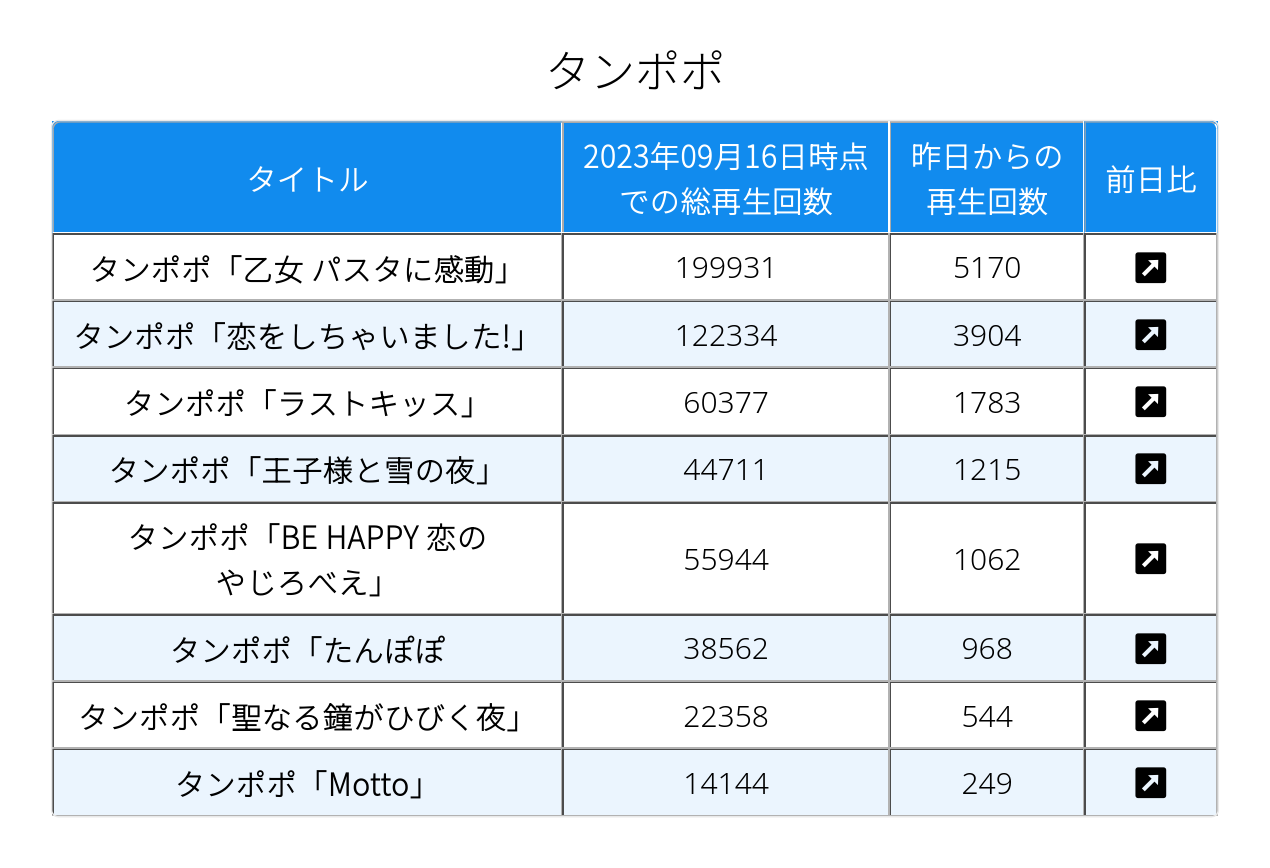 タンポポ
タイトル
2023年09月16日時点
での総再生回数
昨日からの
再生回数
前日比
タンポポ「乙女 パスタに感動」 199931 5170
タンポポ「恋をしちゃいました!」 122334 3904
タンポポ「ラストキッス」 60377 1783
タンポポ「王子様と雪の夜」 44711 1215
タンポポ「BE HAPPY 恋の
やじろべえ」 55944 1062
タンポポ「たんぽぽ 38562 968
タンポポ「聖なる鐘がひびく夜」 22358 544
タンポポ「Motto」 14144 249